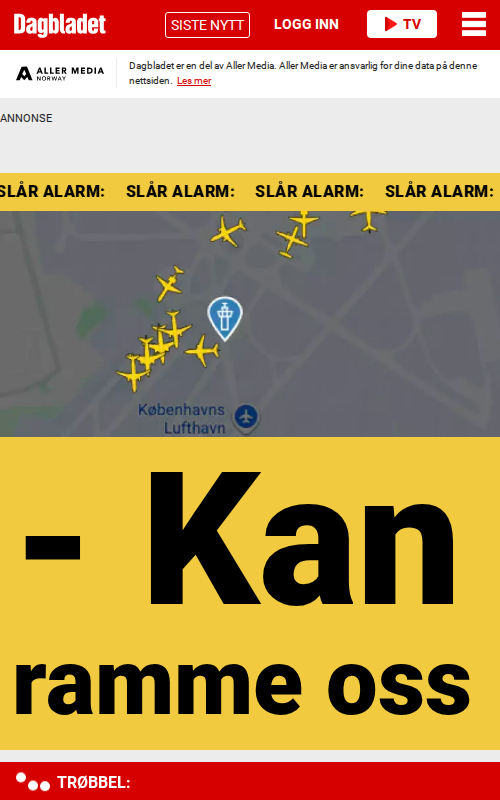 Dagbladet SISTE NYTT LOGG INN TV
ALLER MEDIA
NORWAY
Dagbladet er en del av Aller Media. Aller Media er ansvarlig for dine data på denne
nettsiden. Les mer
ANNONSE
SLÅR ALARM: SLÅR ALARM: SLÅR ALARM: SLÅR ALARM:
Københavns
Lufthavn
- Kan
ramme oss
TRØBBEL: